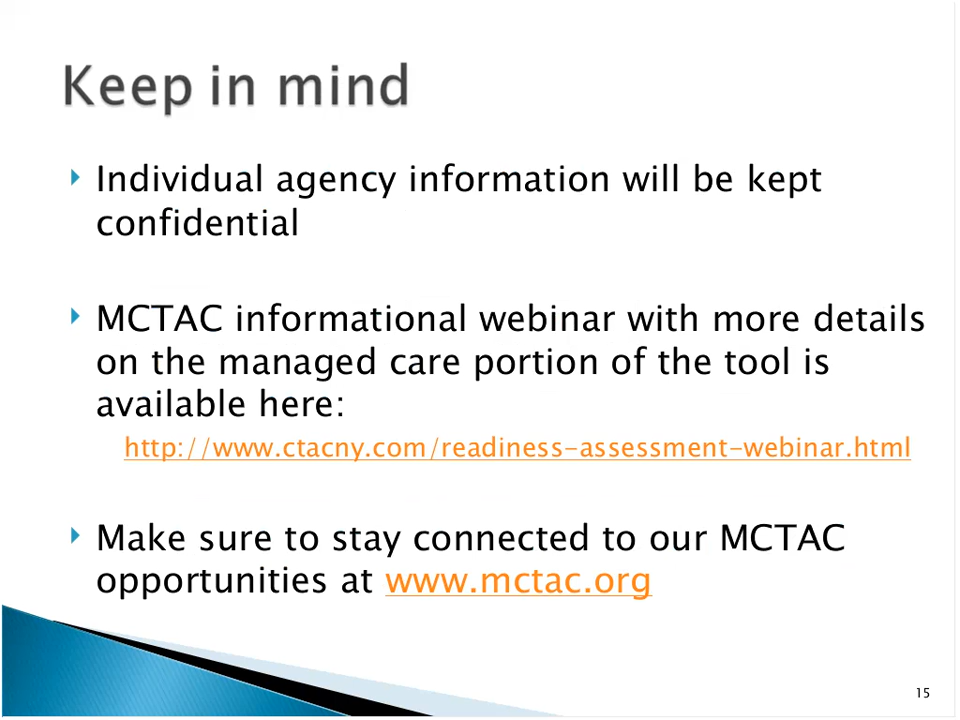 Keep in mind
Individual agency information will be kept
confidential
MCTAC informational webinar with more details
on the managed care portion of the tool is
available here:
http://www.ctacny.com/readiness-assessment-webinar.html
Make sure to stay connected to our MCTAC
opportunities at www.mctac.org
15